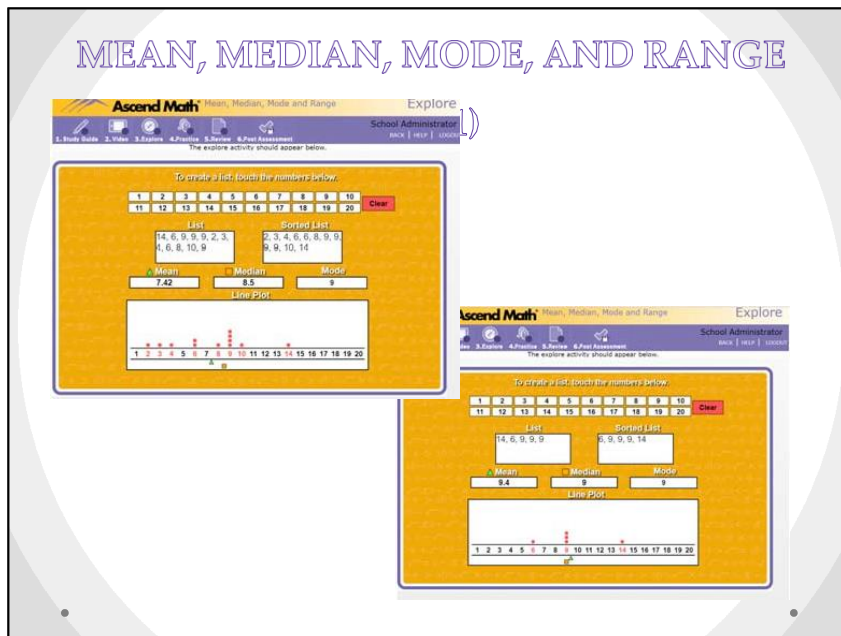 MEAN, MEDIAN, MODE, AND RANGE
l)
Ascend Math Mean, Median, Mode and Range Explore
School Administrator
1. Study Guide 2. Video 3.Explore 4.Practice 5.Review 6.Post Assessment
BACK | HELP | LOGOUT
The explore activity should appear below.
To create a list, touch the numbers below.
1 2 3 4 5 6 7 8 9 10
11 12 13 14 15 16 17 18 19 20
Clear
List Sorted List
14, 6, 9, 9, 9, 2, 3, 2, 3, 4, 6, 6, 8, 9, 9,
4, 6, 8, 10, 9 9, 9, 10, 14
Mean Median Mode
7.42 8.5 9
Line Plot
1 2 3 4 5 6 7 8 9 10 11 12 13 14 15 16 17 18 19 20
Ascend Math Mean, Median, Mode and Range Explore
School Administrator
3.Explore 4.Practice 5.Review 6.Post Assessment
BACK | HELP | LOGOUT
The explore activity should appear below.
To create a list, touch the numbers below.
1 2 3 4 5 6 7 8 9 10
11 12 13 14 15 16 17 18 19 20
Clear
List Sorted List
14, 6, 9, 9, 9 6, 9, 9, 9, 14
Mean Median Mode
9.4 9 9
Line Plot
1 2 3 4 5 6 7 8 9 10 11 12 13 14 15 16 17 18 19 20